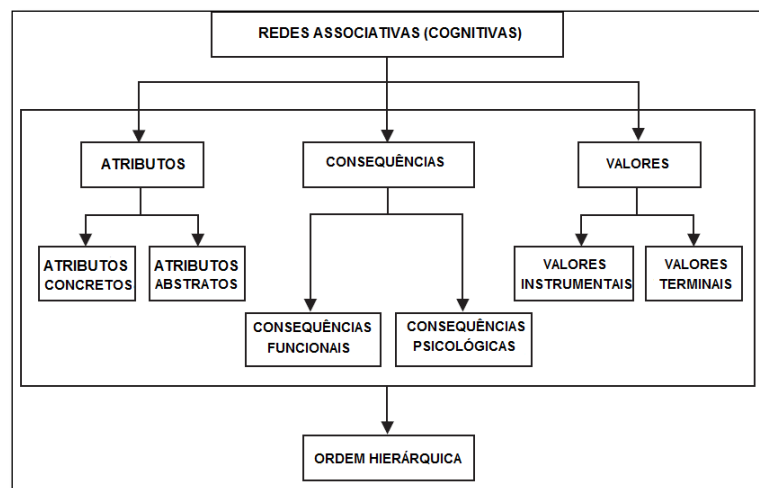 REDES ASSOCIATIVAS (COGNITIVAS)
ATRIBUTOS
CONSEQUÊNCIAS
VALORES
ATRIBUTOS
CONCRETOS
ATRIBUTOS
ABSTRATOS
VALORES
INSTRUMENTAIS
VALORES
TERMINAIS
CONSEQUÊNCIAS
FUNCIONAIS
CONSEQUÊNCIAS
PSICOLÓGICAS
ORDEM HIERÁRQUICA